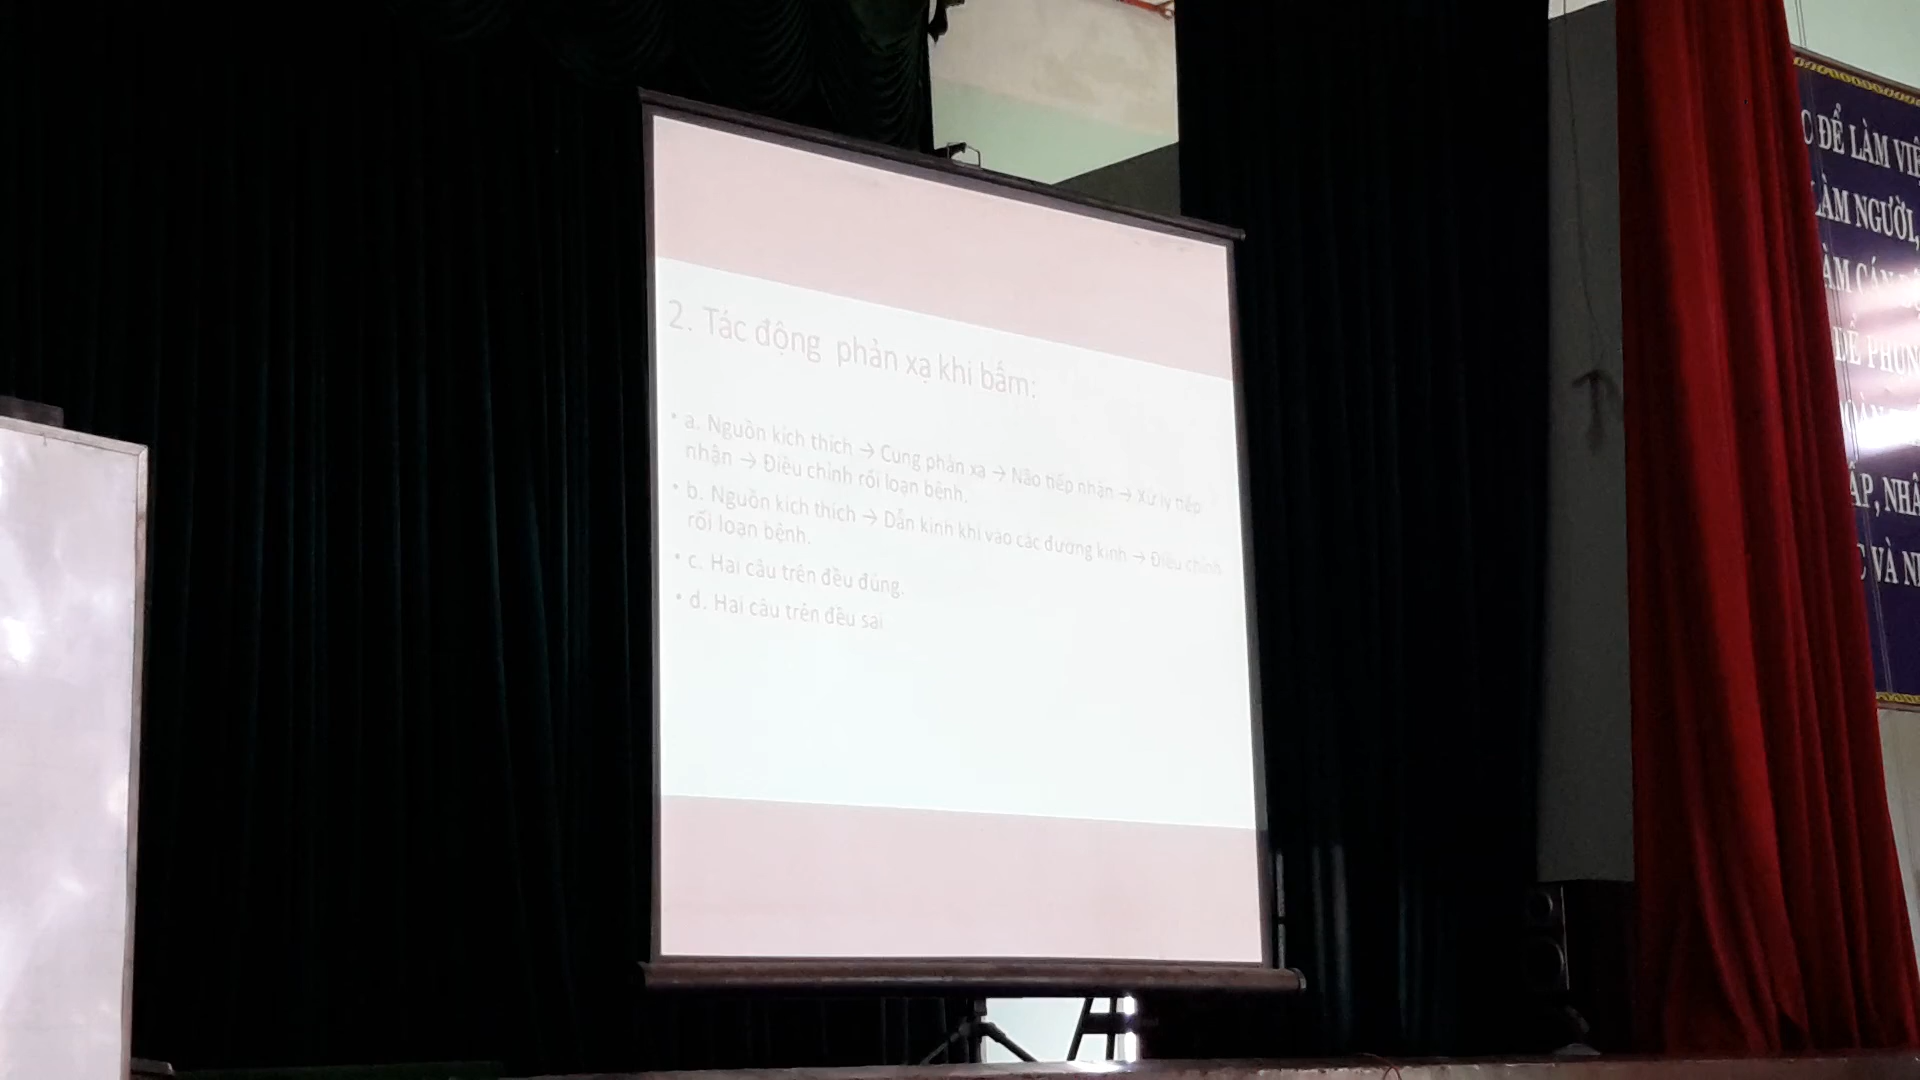 2. Tác động phản xạ khi bấm:
• a. Nguồn kích thích → Cung phản xạ → Não tiếp nhận → Xử lý tiếp
nhận → Điều chỉnh rối loạn bệnh.
• b. Nguồn kích thích → Dẫn kinh khí vào các đường kinh → Điều chỉnh
rối loạn bệnh.
• c. Hai câu trên đều đúng.
• d. Hai câu trên đều sai
ĐỂ LÀM
LÀM NGƯỜI,
ĐỂ
NHÂ
VÀ